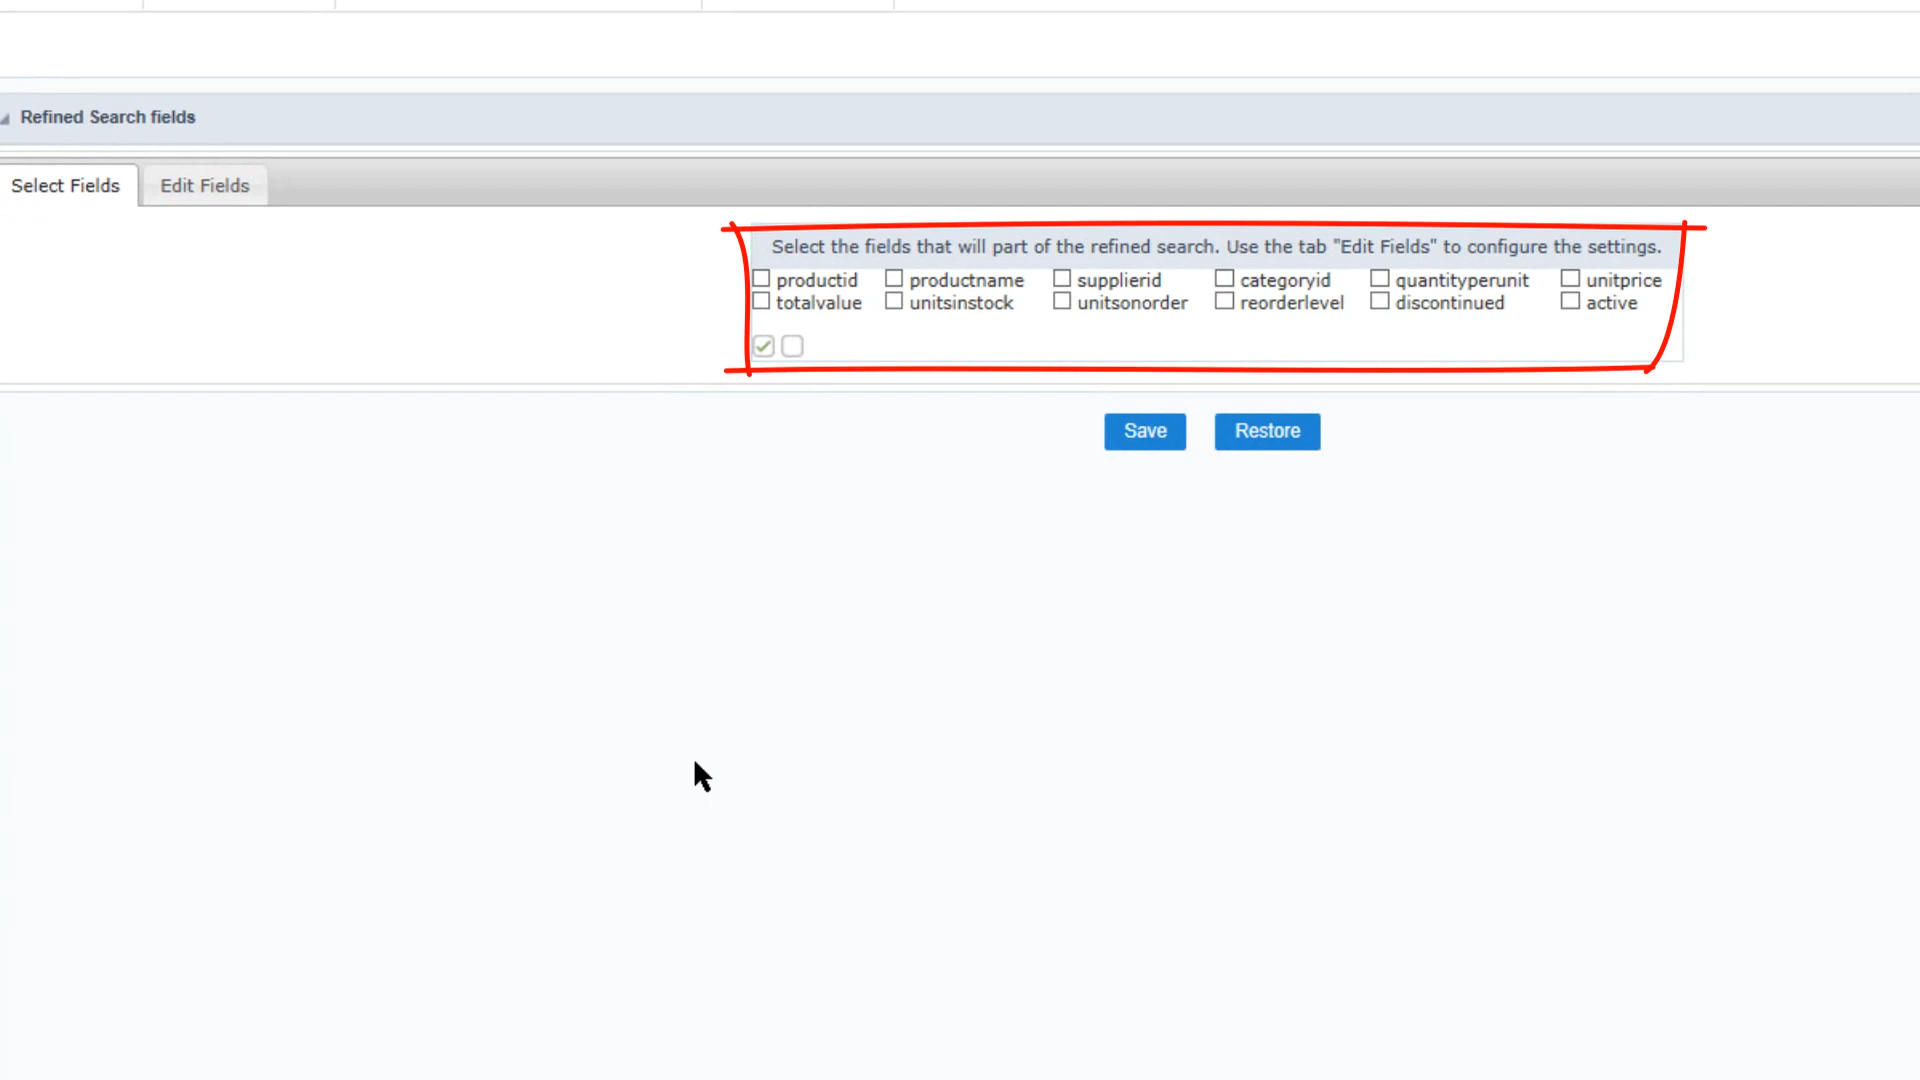 Refined Search fields
Select Fields Edit Fields
Select the fields that will part of the refined search. Use the tab "Edit Fields" to configure the settings.
productid productname supplierid categoryid quantityperunit unitprice
totalvalue unitsinstock unitsonorder reorderlevel discontinued active
Save Restore